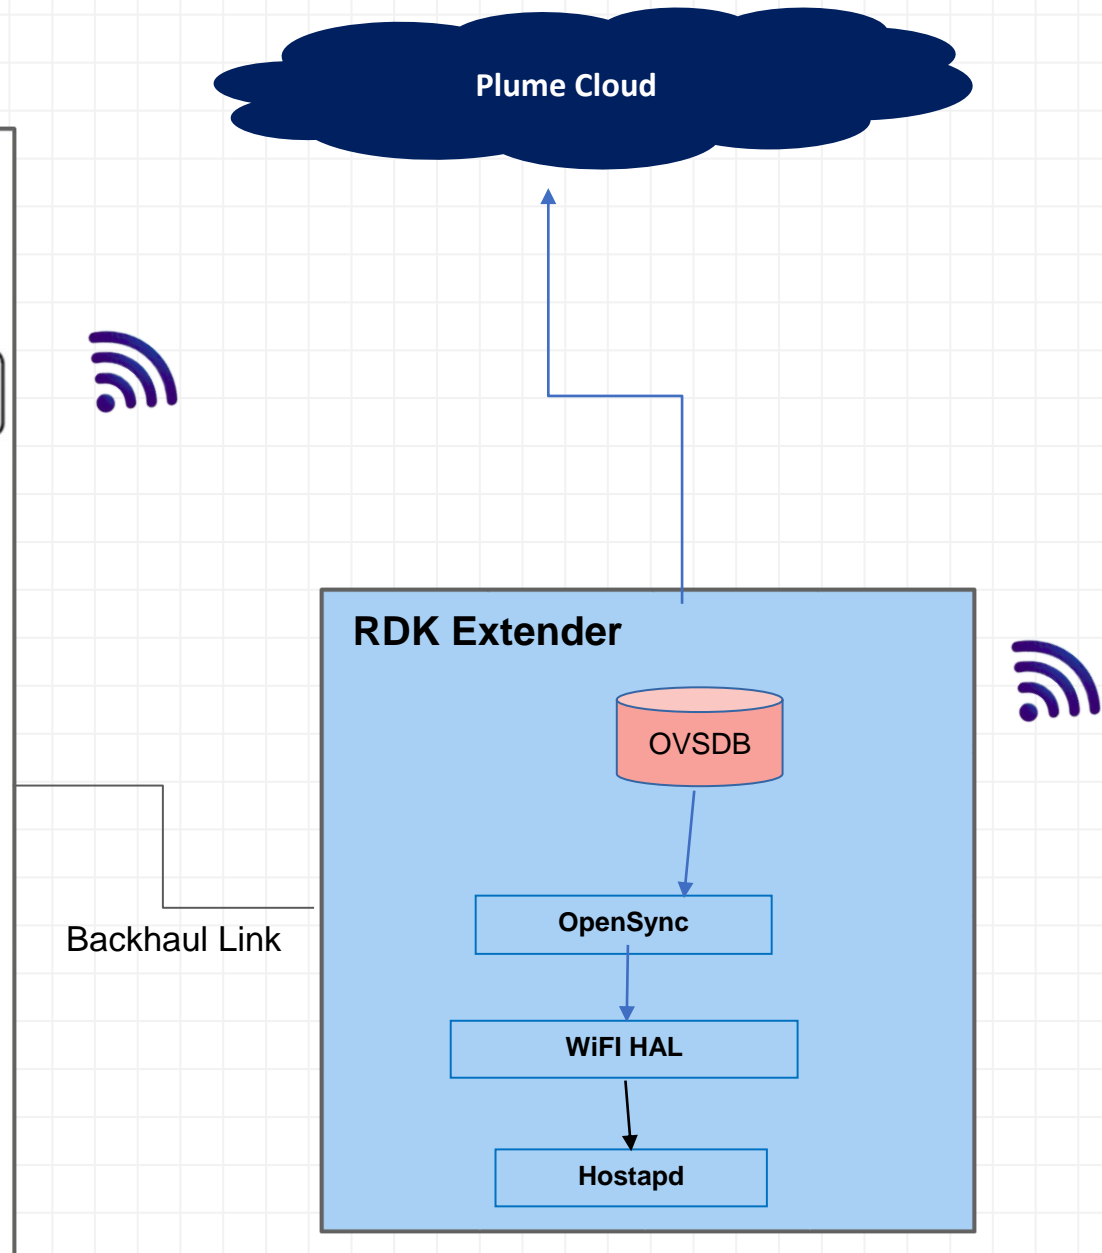 Plume Cloud
RDK Extender
OVSDB
OpenSync
Backhaul Link
WiFI HAL
Hostapd